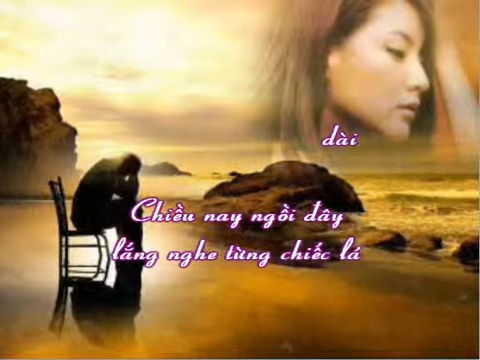 dài
Chiều nay ngồi đây
lắng nghe từng chiếc lá